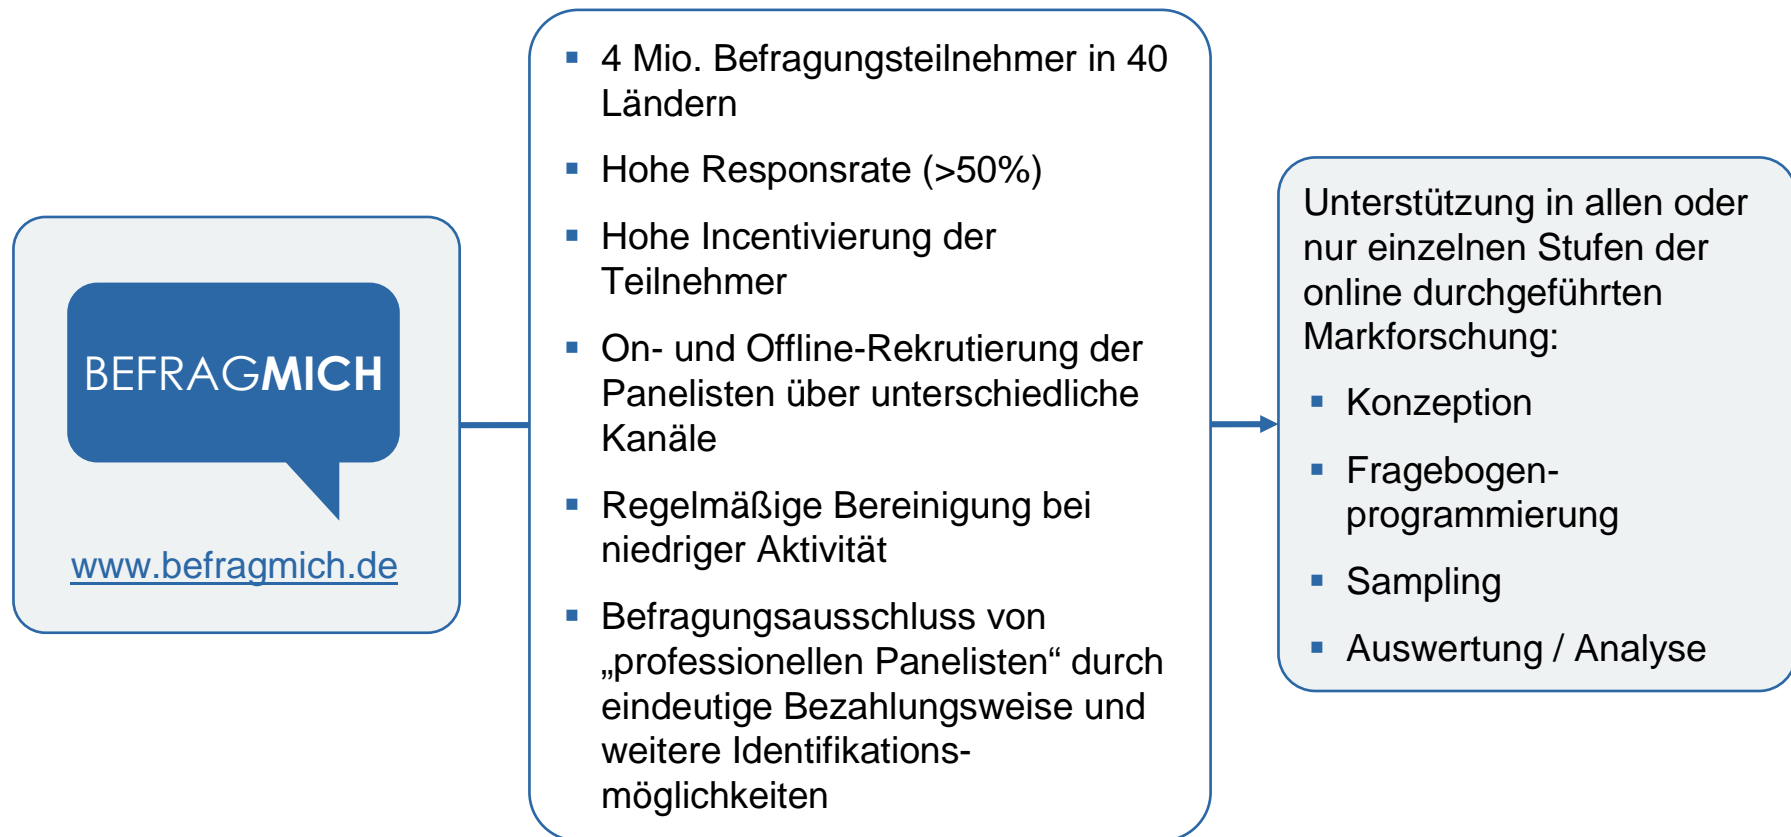 BEFRAGMICH
www.befragmich.de
▪ 4 Mio. Befragungsteilnehmer in 40
Ländern
▪ Hohe Responsrate (>50%)
▪ Hohe Incentivierung der
Teilnehmer
▪ On- und Offline-Rekrutierung der
Panelisten über unterschiedliche
Kanäle
▪ Regelmäßige Bereinigung bei
niedriger Aktivität
▪ Befragungsausschluss von
„professionellen Panelisten“ durch
eindeutige Bezahlungsweise und
weitere Identifikations-
möglichkeiten
Unterstützung in allen oder
nur einzelnen Stufen der
online durchgeführten
Markforschung:
▪ Konzeption
▪ Fragebogen-
programmierung
▪ Sampling
▪ Auswertung / Analyse